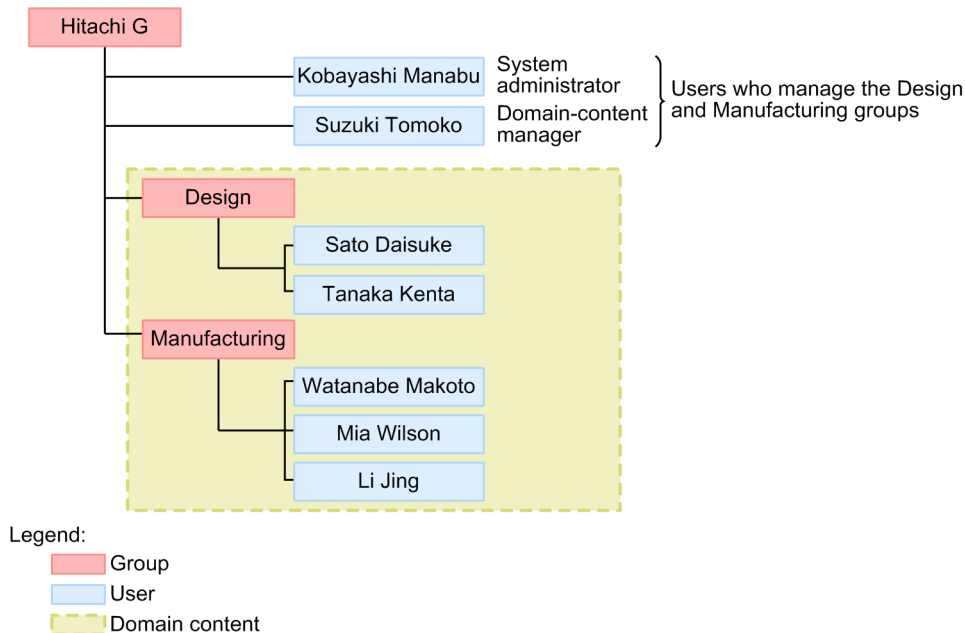 Hitachi G
Kobayashi Manabu
System
administrator
Suzuki Tomoko
Domain-content
manager
Users who manage the Design
and Manufacturing groups
Design
Sato Daisuke
Tanaka Kenta
Manufacturing
Watanabe Makoto
Mia Wilson
Li Jing
Legend:
Group
User
Domain content